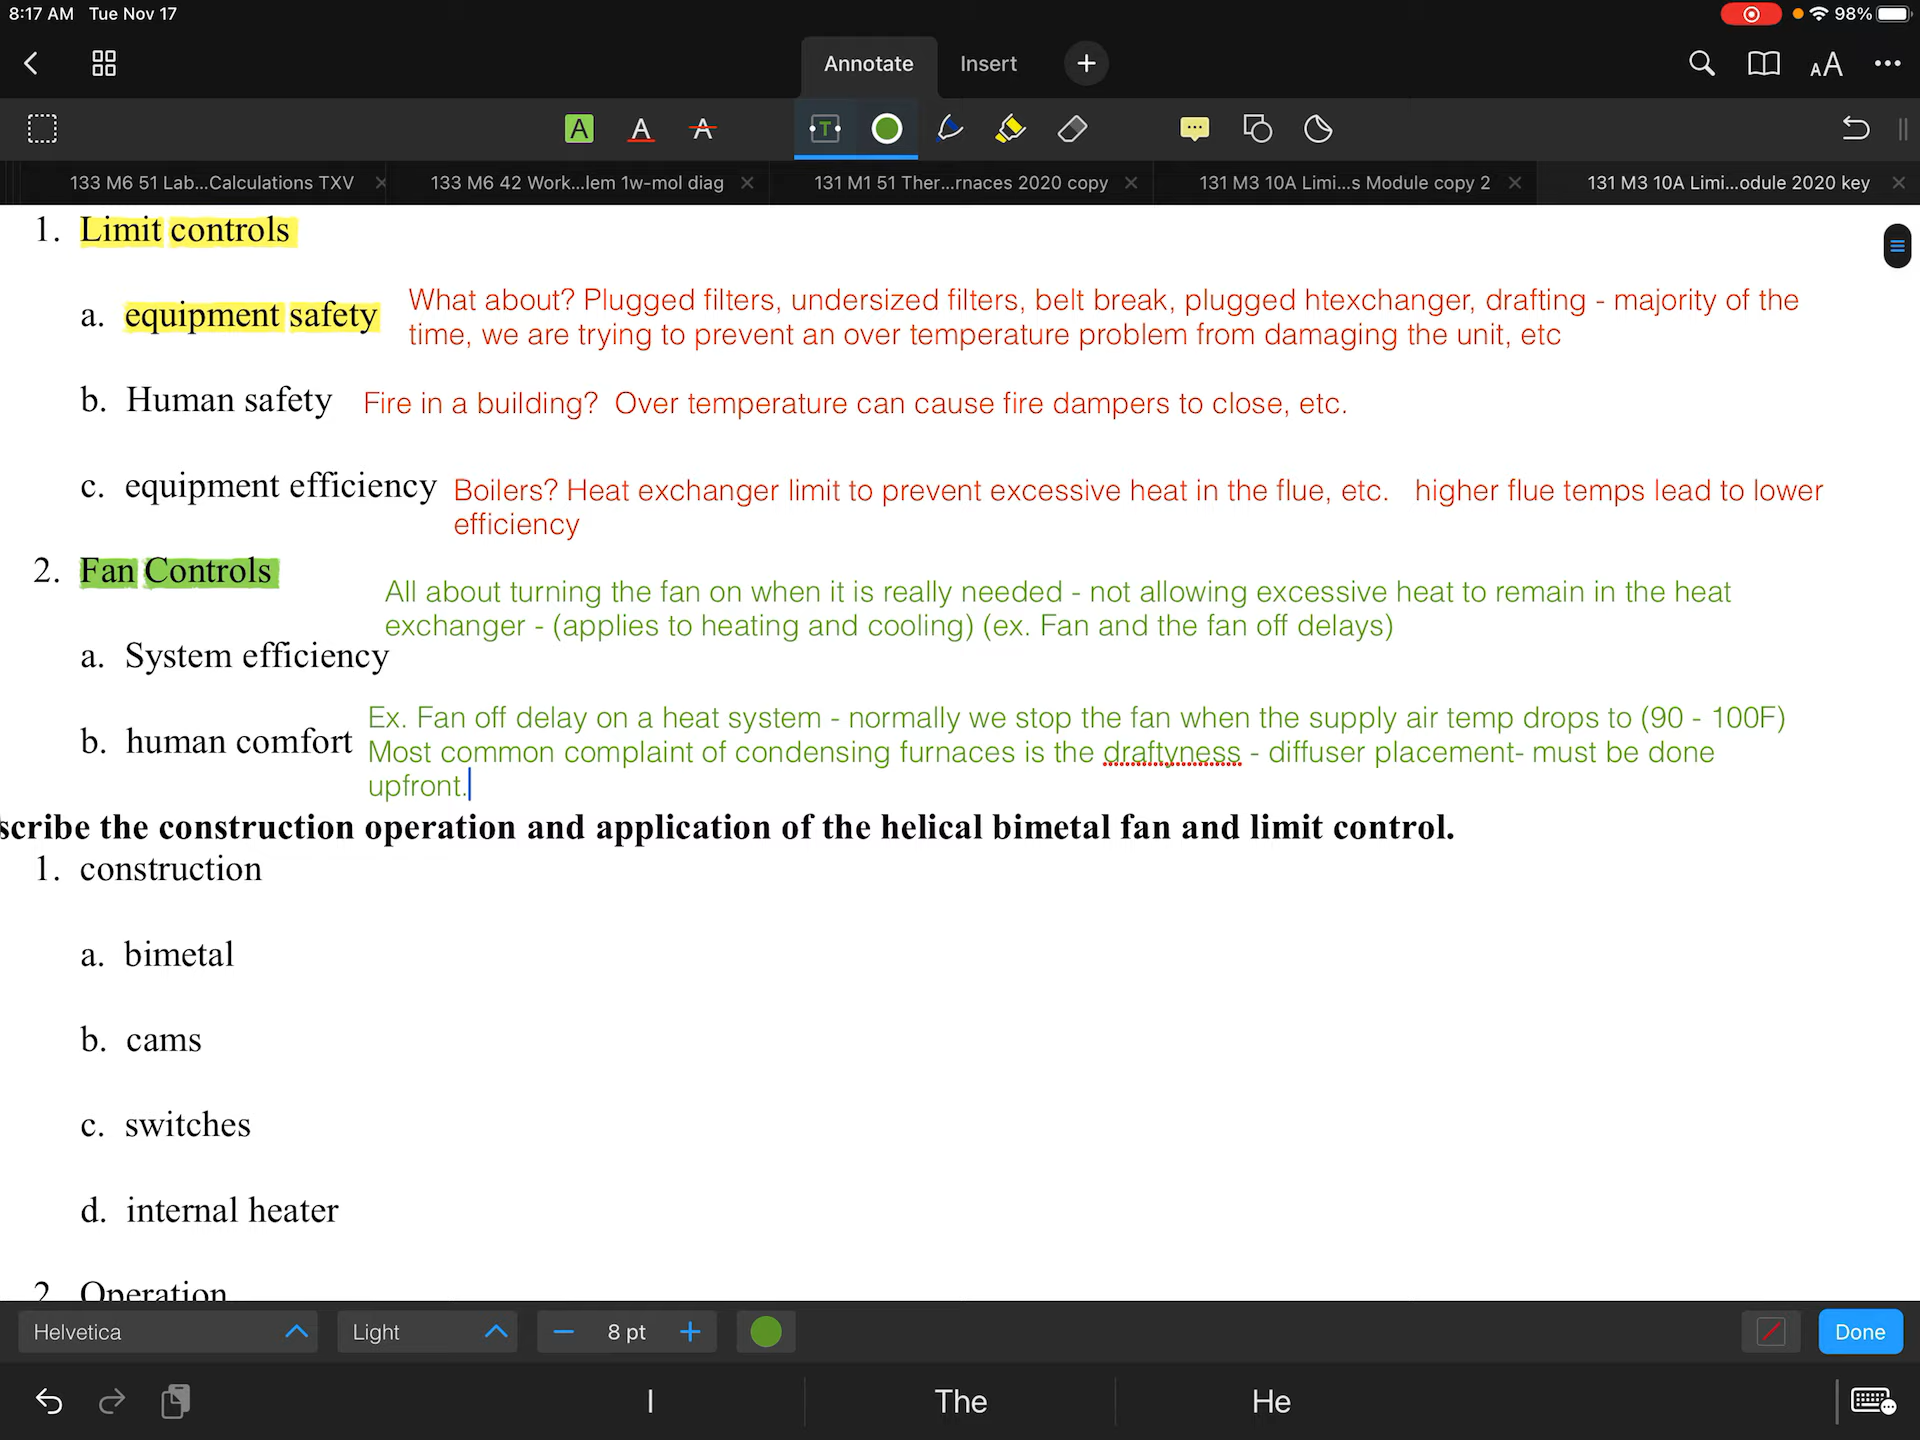 8:17 AM Tue Nov 17
98%
Annotate Insert
133 M6 51 Lab...Calculations TXV
133 M6 42 Work...lem 1w-mol diag
131 M1 51 Ther...rnaces 2020 copy
131 M3 10A Limi...s Module copy 2
131 M3 10A Limi...odule 2020 key
1. Limit controls
a. equipment safety What about? Plugged filters, undersized filters, belt break, plugged htexchanger, drafting - majority of the
time, we are trying to prevent an over temperature problem from damaging the unit, etc
b. Human safety Fire in a building? Over temperature can cause fire dampers to close, etc.
c. equipment efficiency Boilers? Heat exchanger limit to prevent excessive heat in the flue, etc. higher flue temps lead to lower
efficiency
2. Fan Controls
All about turning the fan on when it is really needed - not allowing excessive heat to remain in the heat
exchanger - (applies to heating and cooling) (ex. Fan and the fan off delays)
a. System efficiency
Ex. Fan off delay on a heat system - normally we stop the fan when the supply air temp drops to (90 - 100F)
b. human comfort Most common complaint of condensing furnaces is the draftyness - diffuser placement- must be done
upfront.
scribe the construction operation and application of the helical bimetal fan and limit control.
1. construction
a. bimetal
b. cams
c. switches
d. internal heater
2. Operation
Helvetica Light 8 pt Done
I The He